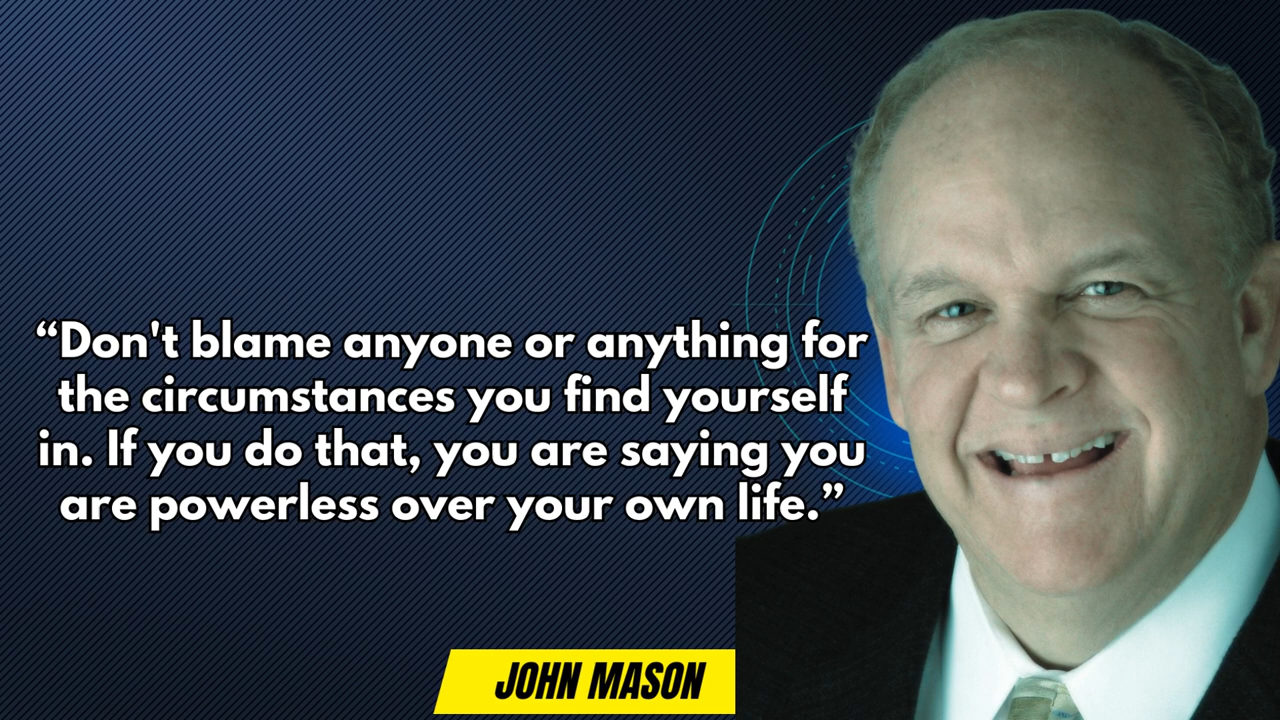 “Don't blame anyone or anything for
the circumstances you find yourself
in. If you do that, you are saying you
are powerless over your own life.”
JOHN MASON